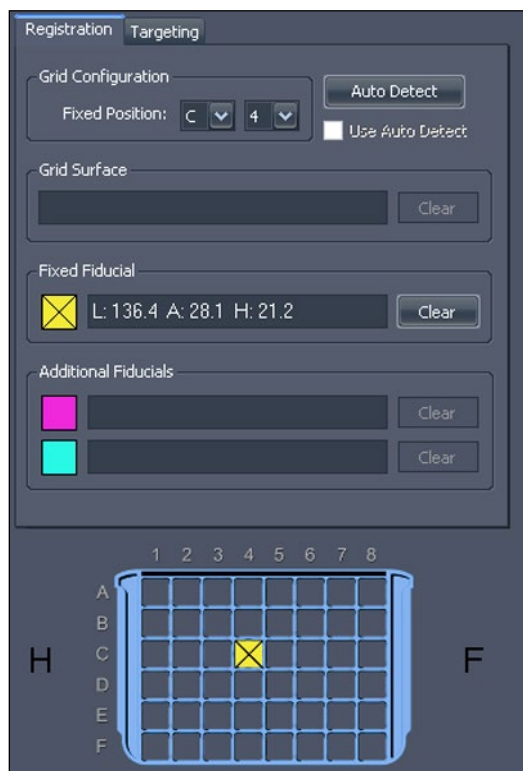 Registration Targeting
Grid Configuration
Fixed Position: C 4
Auto Detect
Use Auto Detect
Grid Surface
Clear
Fixed Fiducial
L: 136.4 A: 28.1 H: 21.2
Clear
Additional Fiducials
Clear
Clear
1 2 3 4 5 6 7 8
A
B
C
D
E
F
H
F